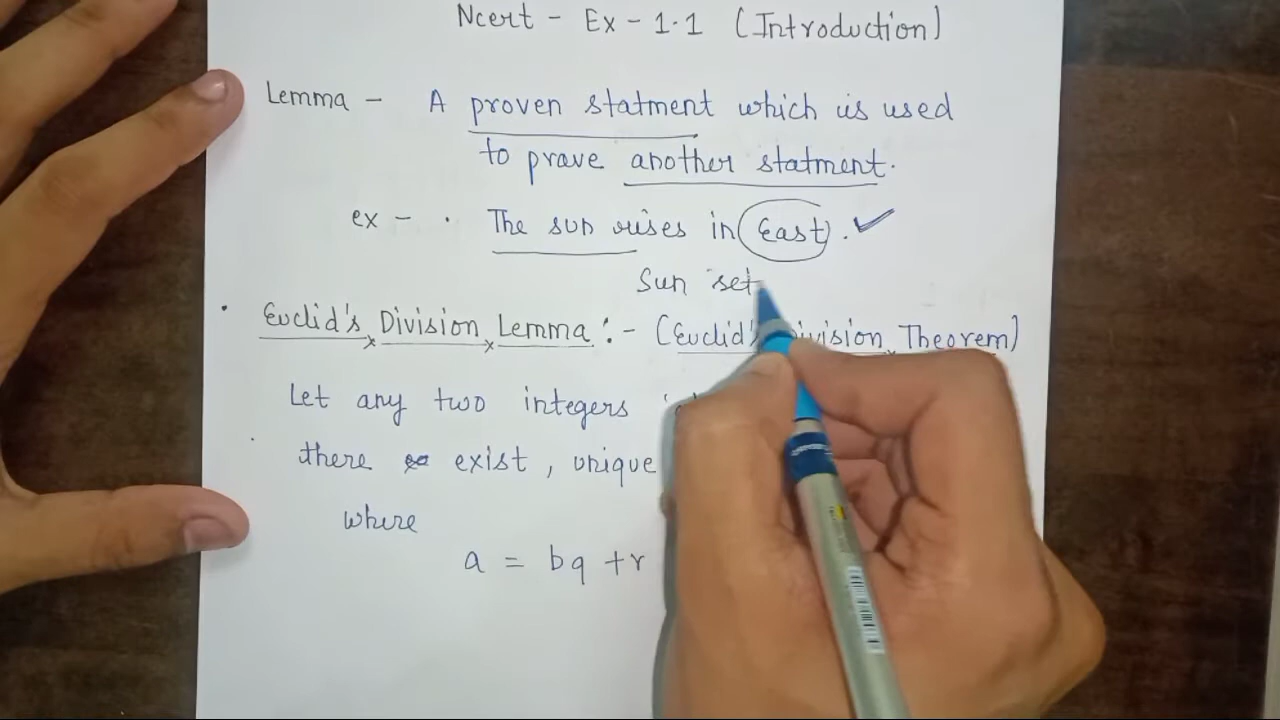 Ncert - Ex - 1.1 (Introduction)
Lemma - A proven statment which is used
to prave another statment.
ex - . The sun rises in East.
Sun set
Euclid's Division Lemma :- (Euclid's Division Theorem)
Let any two integers
there exist, unique
where
a = bq + r